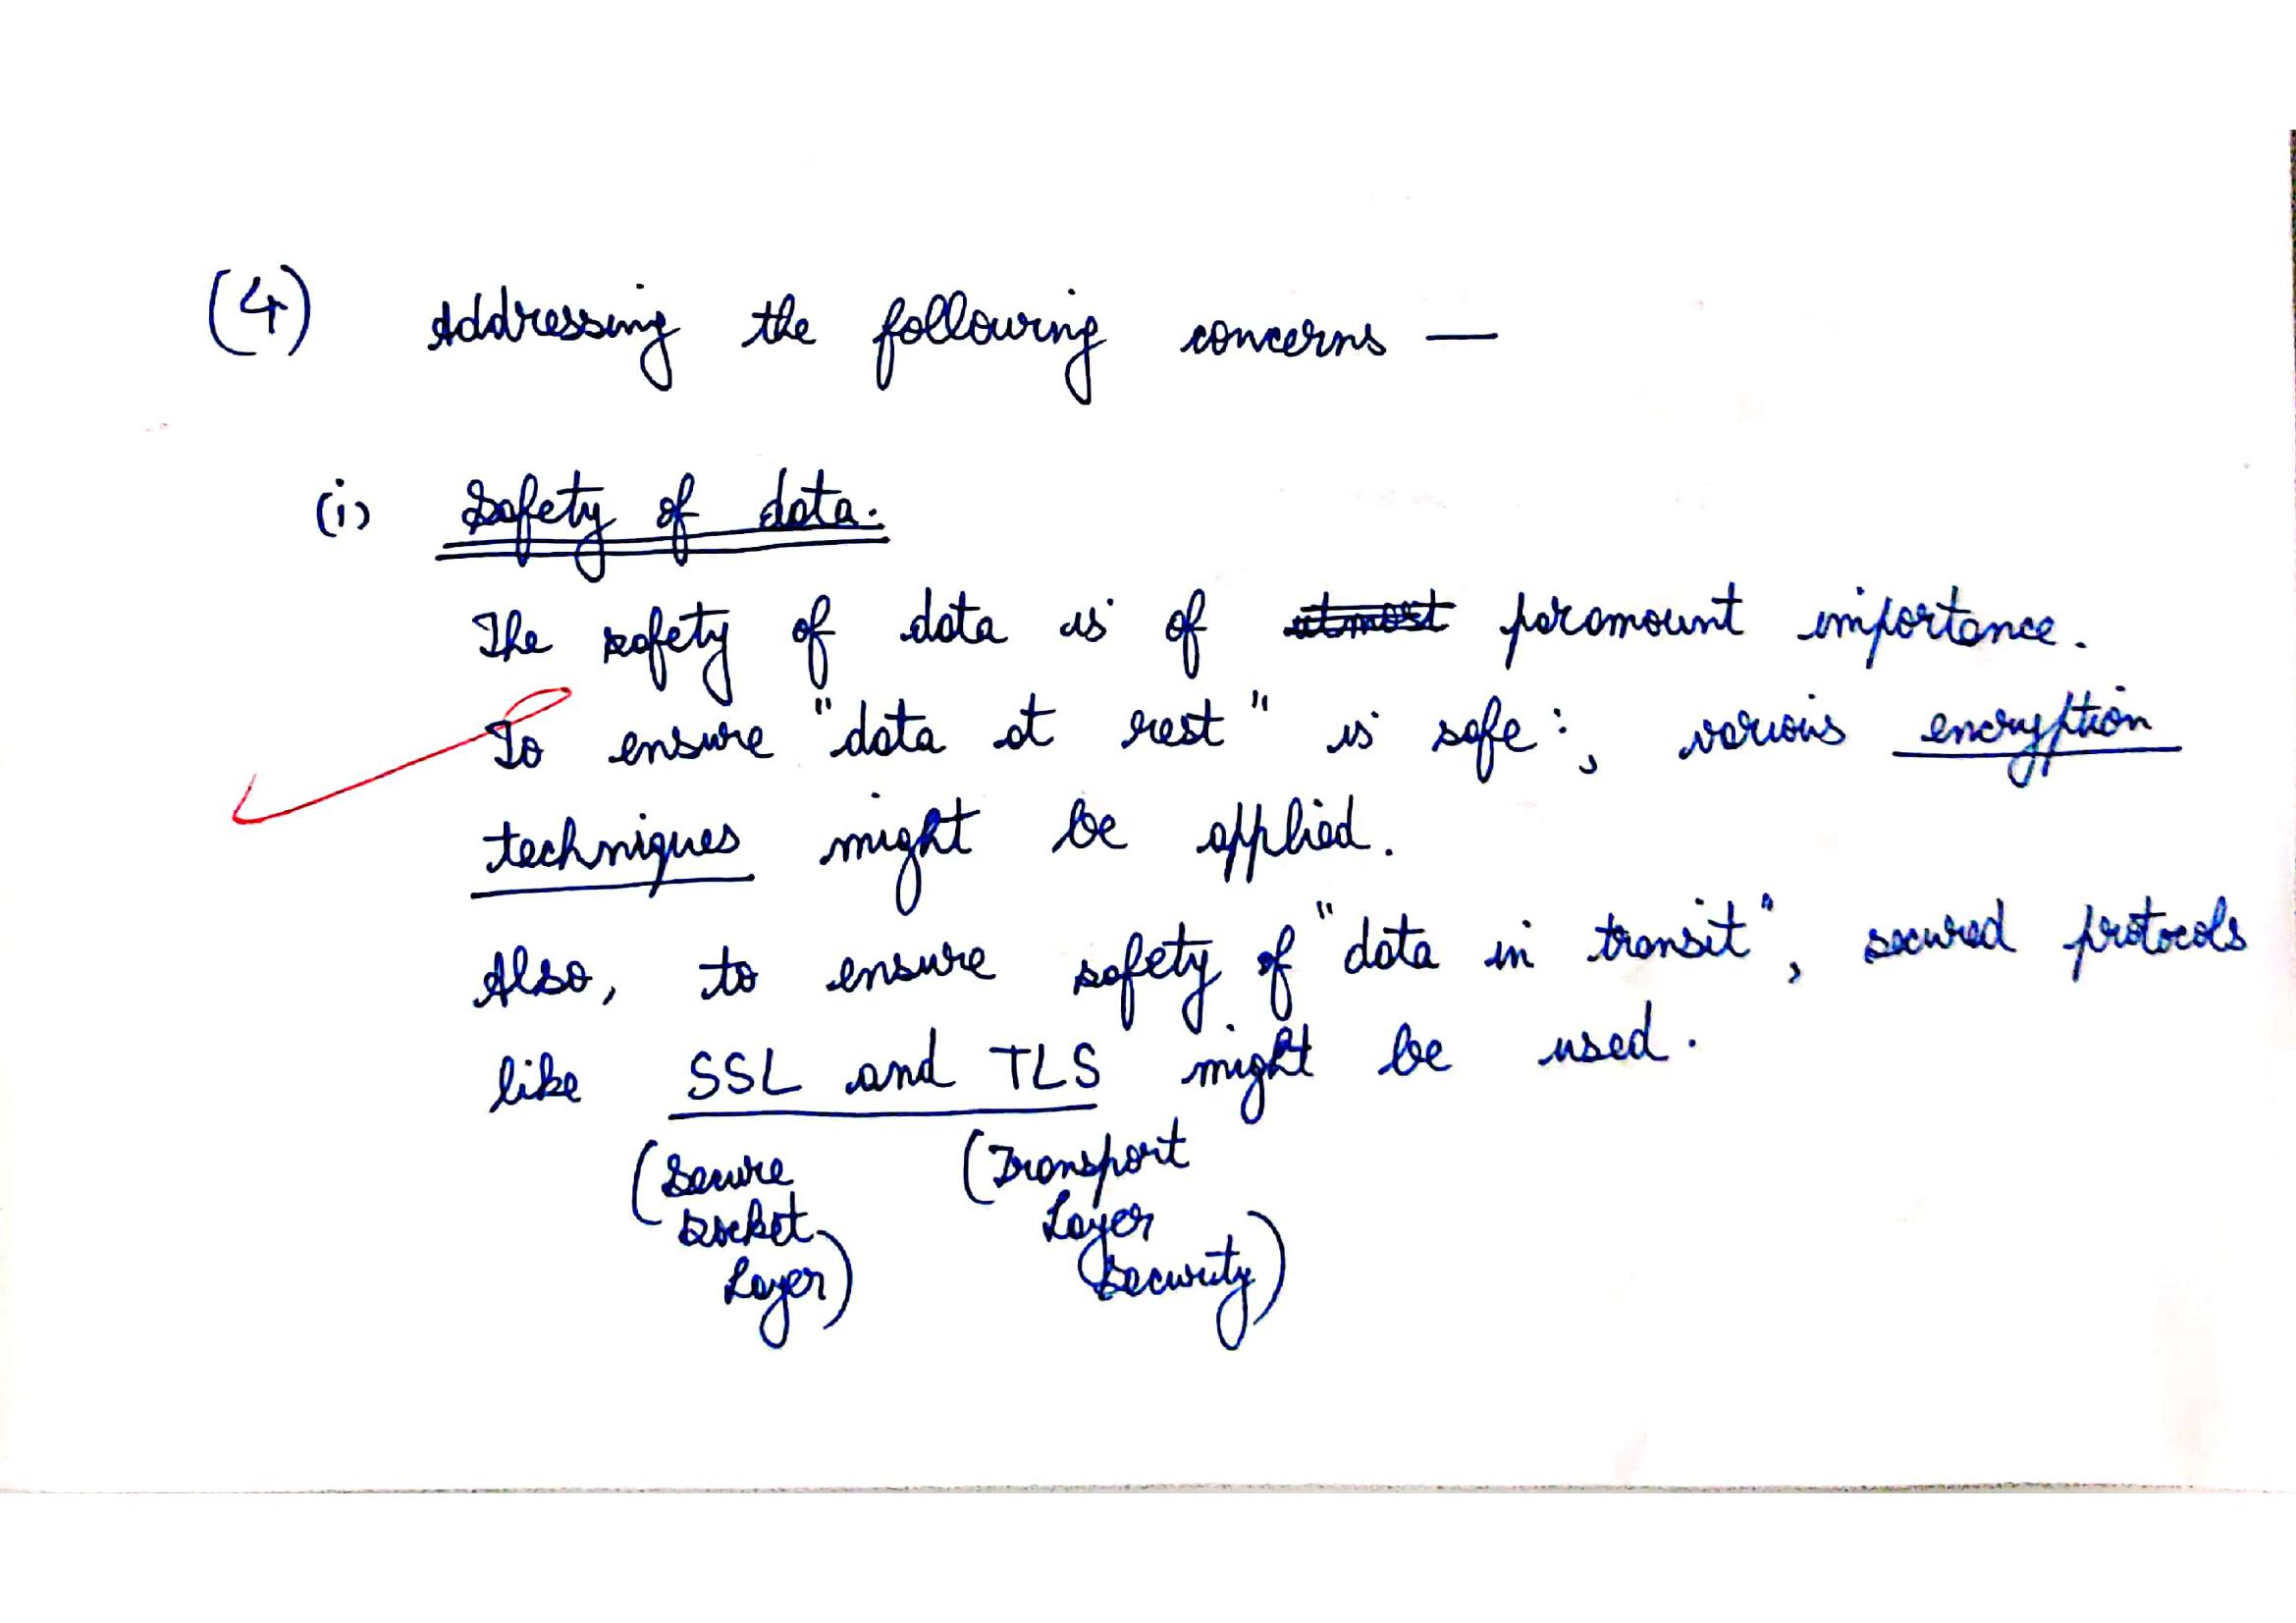 (4) Addressing the following concerns —
(i) Safety of data.
The safety of data is of utmost paramount importance.
To ensure "data at rest" is safe:, various encryption
techniques might be applied.
Also, to ensure safety of "data in transit", secured protocols
like SSL and TLS might be used.
(Secure (Transport
socket Layer
Layer) Security)